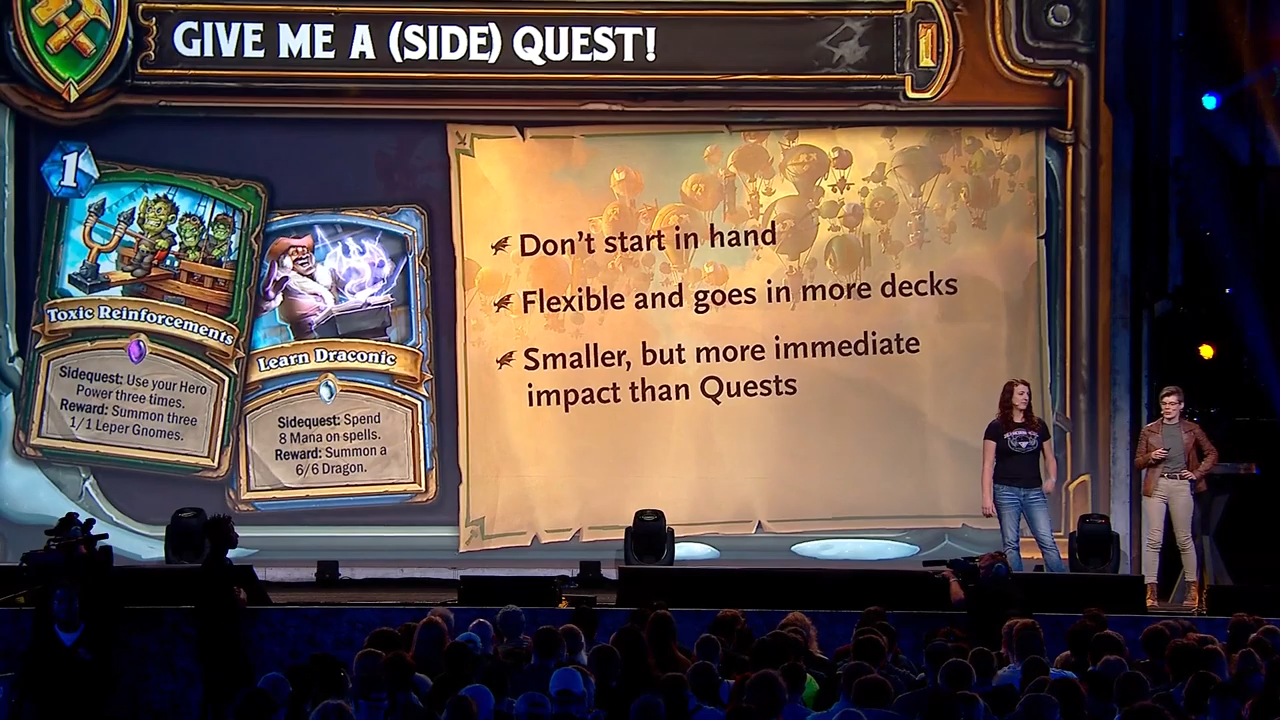 GIVE ME A (SIDE) QUEST!
1
Toxic Reinforcements
Sidequest: Use your Hero
Power three times.
Reward: Summon three
1/1 Leper Gnomes.
Learn Draconic
Sidequest: Spend
8 Mana on spells.
Reward: Summon a
6/6 Dragon.
Don't start in hand
Flexible and goes in more decks
Smaller, but more immediate
impact than Quests